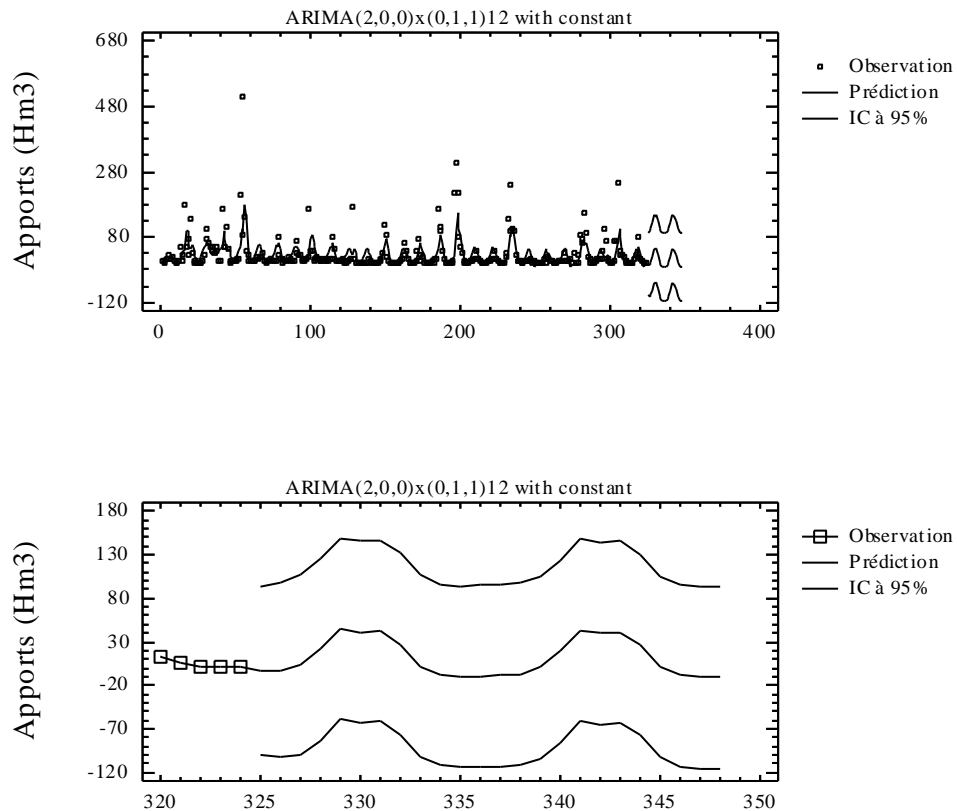 ARIMA(2,0,0)x(0,1,1)12 with constant
Apports (Hm3)
680
480
280
80
-120
0 100 200 300 400
Observation
Prédiction
IC à 95%
ARIMA(2,0,0)x(0,1,1)12 with constant
Apports (Hm3)
180
130
80
30
-20
-70
-120
320 325 330 335 340 345 350
Observation
Prédiction
IC à 95%